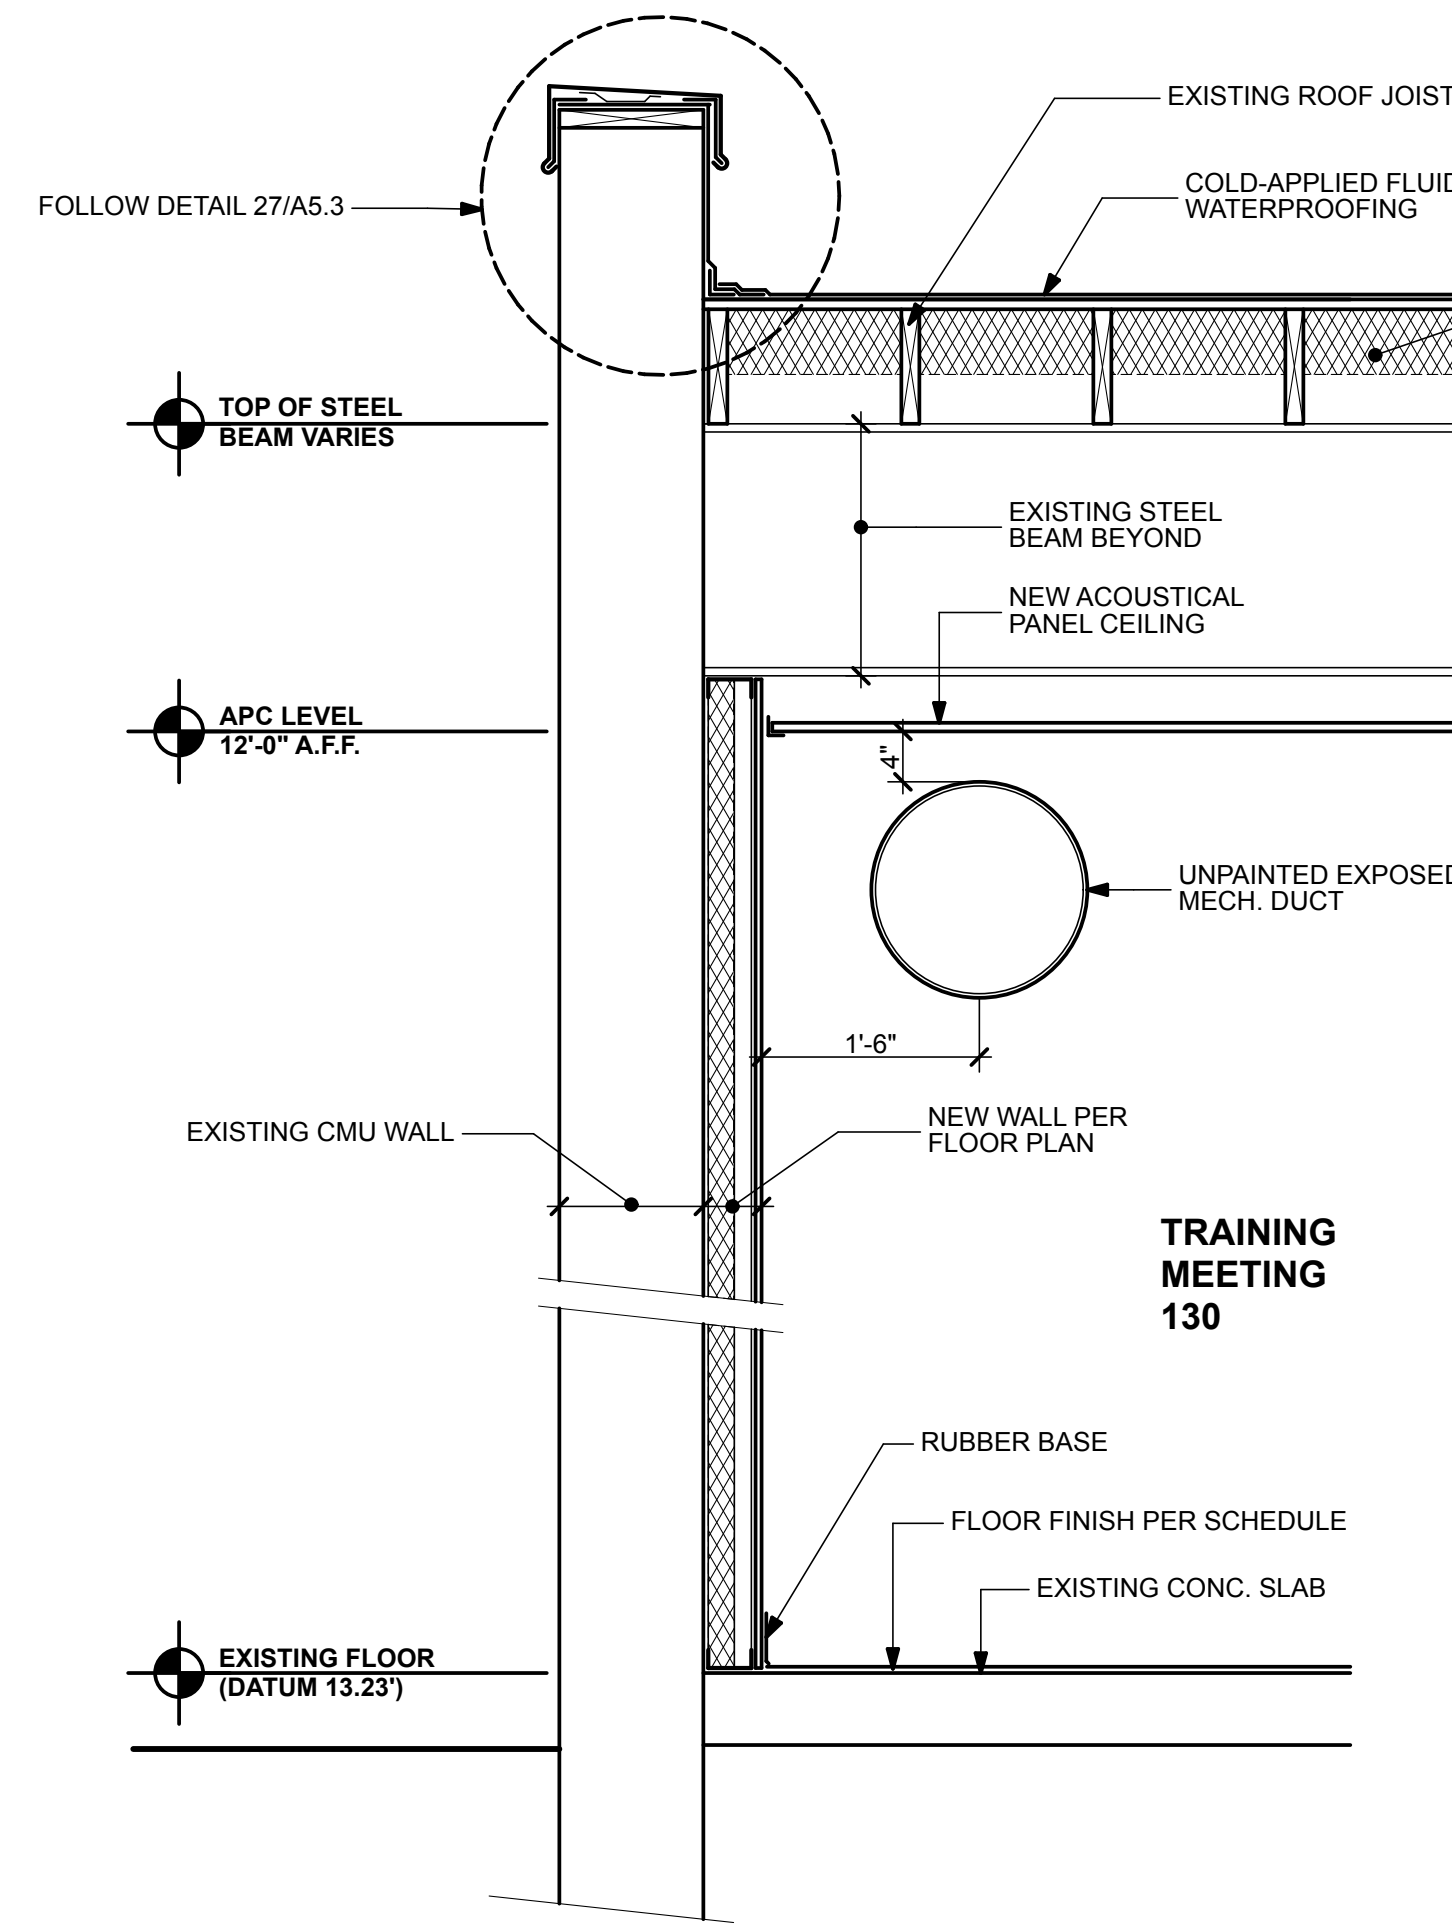 EXISTING ROOF JOIST
COLD-APPLIED FLUID
WATERPROOFING
FOLLOW DETAIL 27/A5.3
TOP OF STEEL
BEAM VARIES
EXISTING STEEL
BEAM BEYOND
NEW ACOUSTICAL
PANEL CEILING
APC LEVEL
12'-0" A.F.F.
4"
UNPAINTED EXPOSED
MECH. DUCT
1'-6"
EXISTING CMU WALL
NEW WALL PER
FLOOR PLAN
TRAINING
MEETING
130
RUBBER BASE
FLOOR FINISH PER SCHEDULE
EXISTING CONC. SLAB
EXISTING FLOOR
(DATUM 13.23')